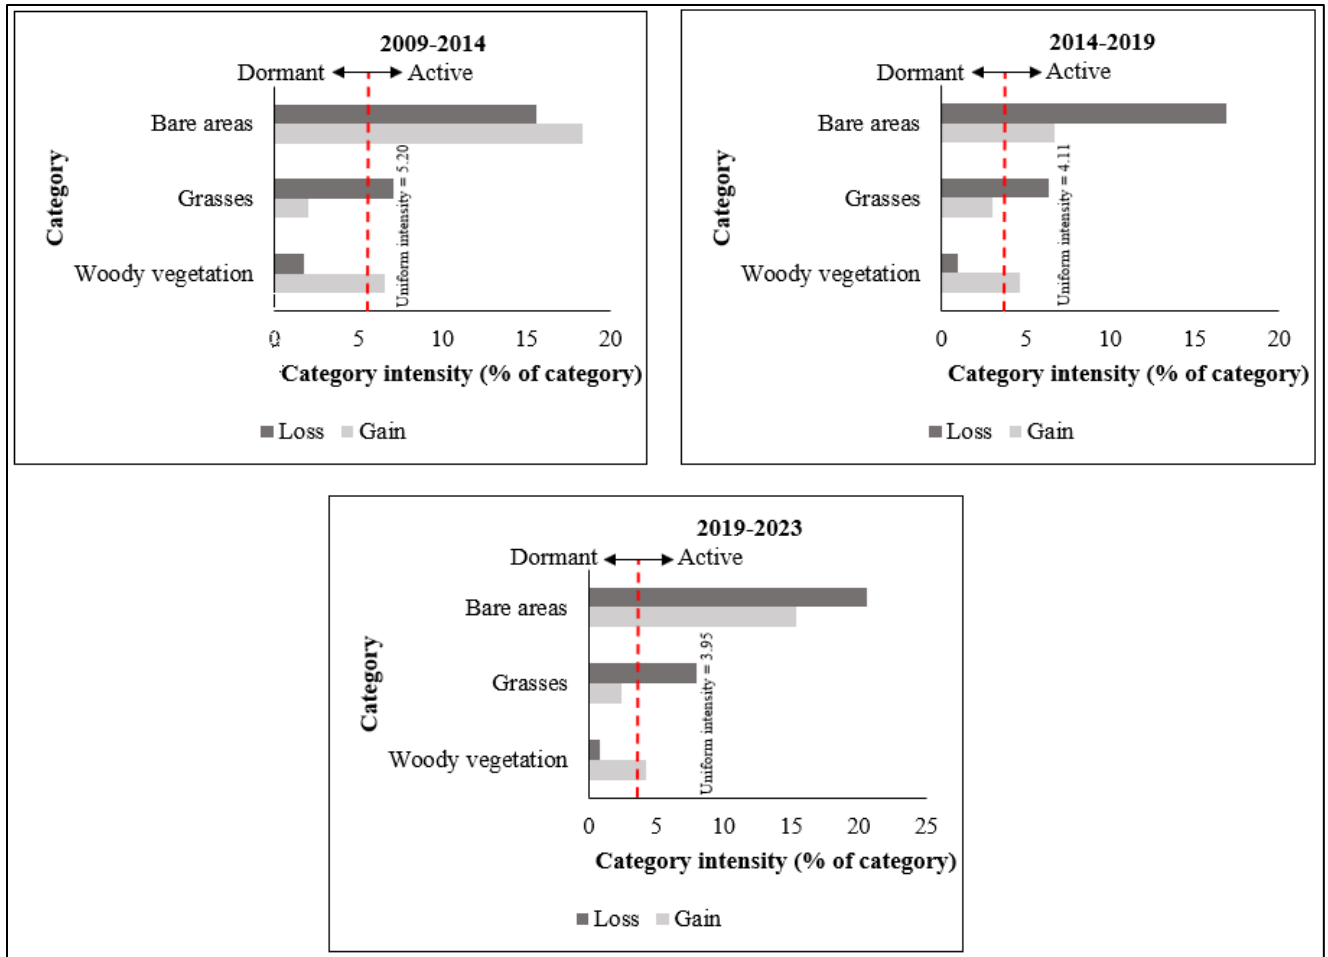 2009-2014
Dormant Active
Bare areas
Grasses
Woody vegetation
Category
Uniform intensity = 5.20
0 5 10 15 20
Category intensity (% of category)
Loss Gain
2014-2019
Dormant Active
Bare areas
Grasses
Woody vegetation
Category
Uniform intensity = 4.11
0 5 10 15 20
Category intensity (% of category)
Loss Gain
2019-2023
Dormant Active
Bare areas
Grasses
Woody vegetation
Category
Uniform intensity = 3.95
0 5 10 15 20 25
Category intensity (% of category)
Loss Gain